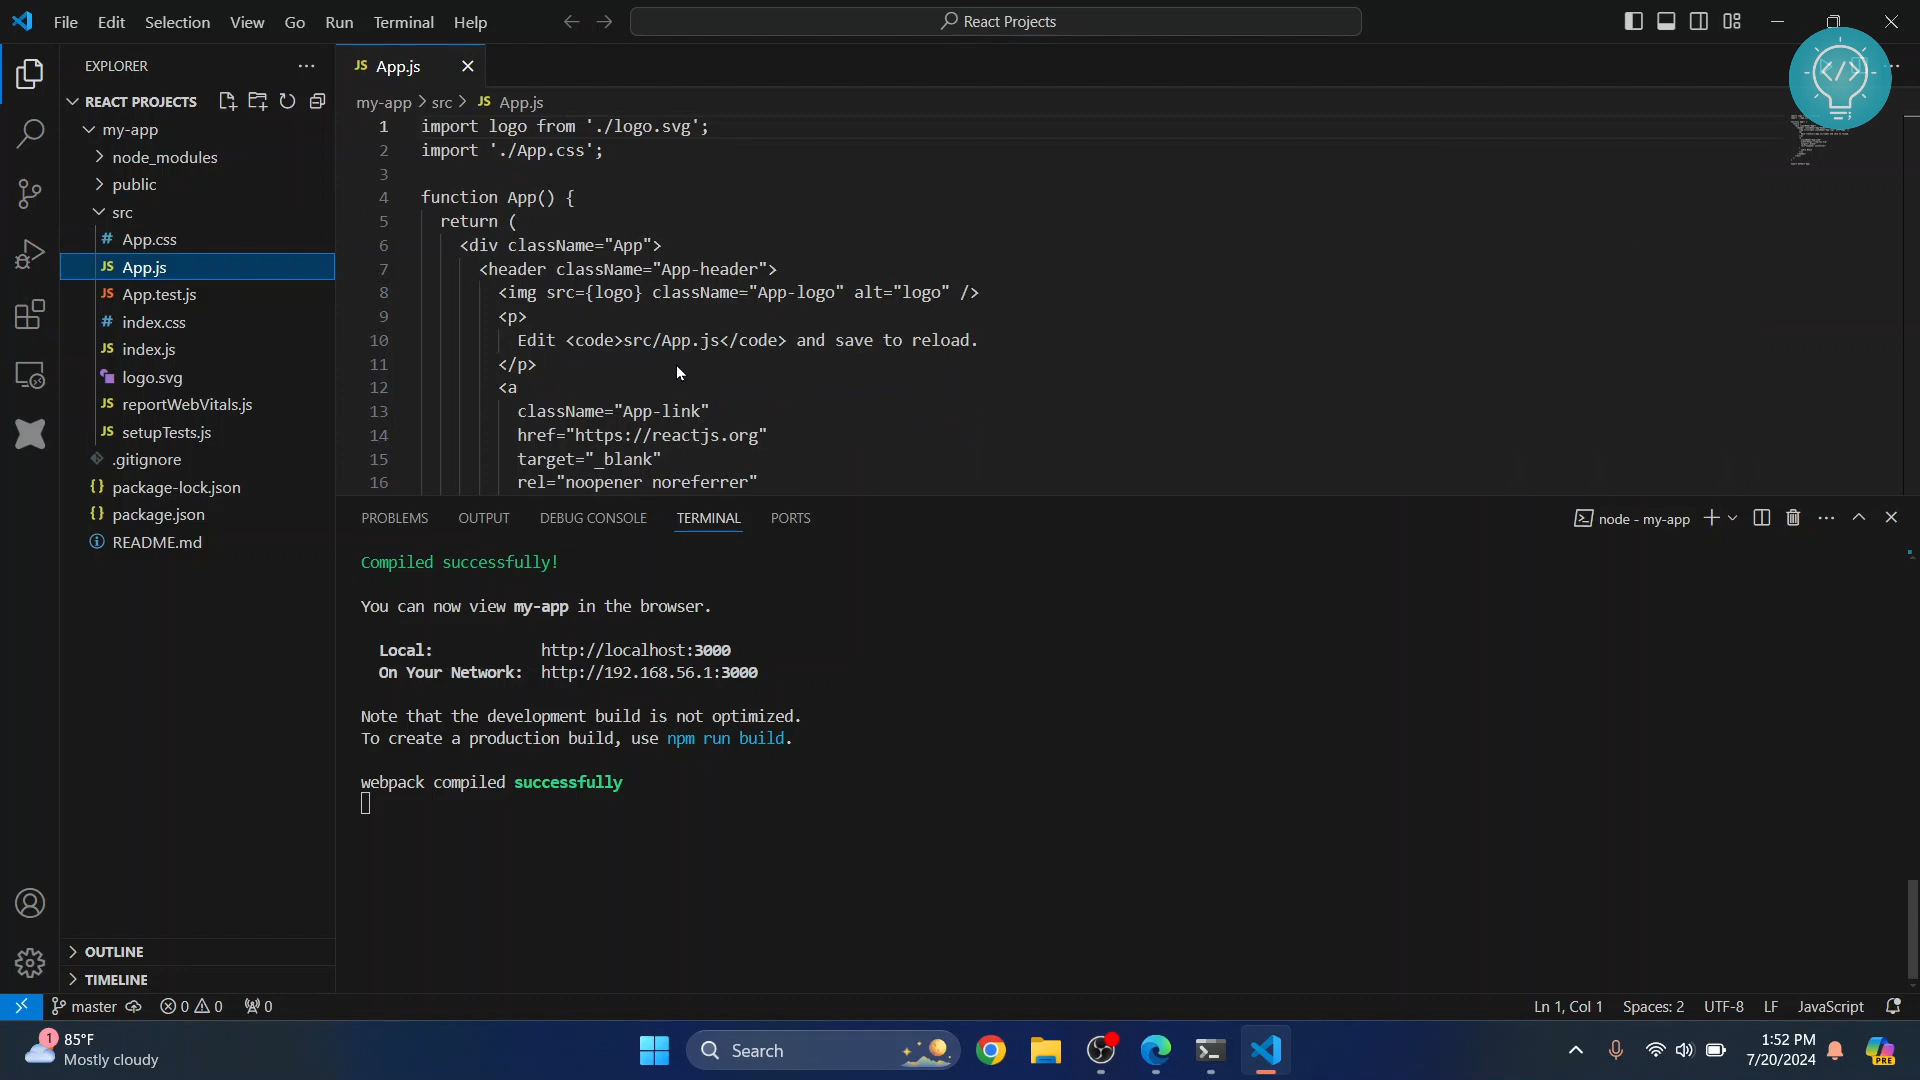 File Edit Selection View Go Run Terminal Help
React Projects
EXPLORER
REACT PROJECTS
my-app
node_modules
public
src
# App.css
JS App.js
JS App.test.js
# index.css
JS index.js
logo.svg
JS reportWebVitals.js
JS setupTests.js
.gitignore
{} package-lock.json
{} package.json
README.md
OUTLINE
TIMELINE
JS App.js
my-app > src > JS App.js
1 import logo from './logo.svg';
2 import './App.css';
3
4 function App() {
5 return (
6 <div className="App">
7 <header className="App-header">
8 <img src={logo} className="App-logo" alt="logo" />
9 <p>
10 Edit <code>src/App.js</code> and save to reload.
11 </p>
12 <a
13 className="App-link"
14 href="https://reactjs.org"
15 target="_blank"
16 rel="noopener noreferrer"
PROBLEMS OUTPUT DEBUG CONSOLE TERMINAL PORTS
node - my-app
Compiled successfully!
You can now view my-app in the browser.
Local: http://localhost:3000
On Your Network: http://192.168.56.1:3000
Note that the development build is not optimized.
To create a production build, use npm run build.
webpack compiled successfully
master 0 0 0
Ln 1, Col 1 Spaces: 2 UTF-8 LF JavaScript
1
85°F
Mostly cloudy
Search
1:52 PM
7/20/2024
PRE